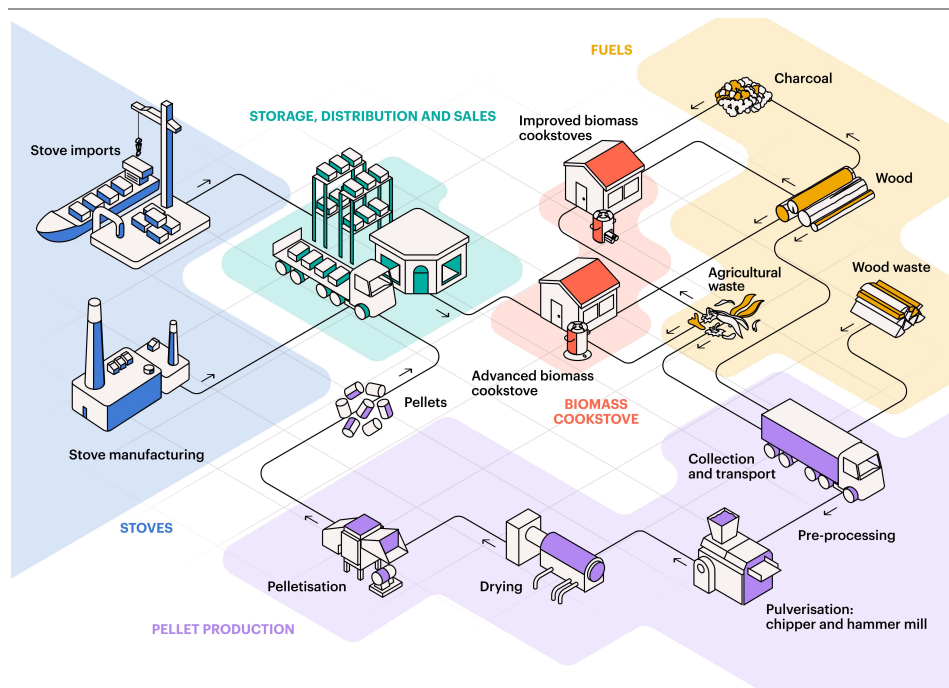 FUELS
Charcoal
STORAGE, DISTRIBUTION AND SALES
Improved biomass
cookstoves
Stove imports
Wood
Agricultural
waste
Wood waste
Advanced biomass
cookstove
BIOMASS
COOKSTOVE
Pellets
Stove manufacturing
Collection
and transport
STOVES
Pre-processing
Pelletisation
Drying
Pulverisation:
chipper and hammer mill
PELLET PRODUCTION